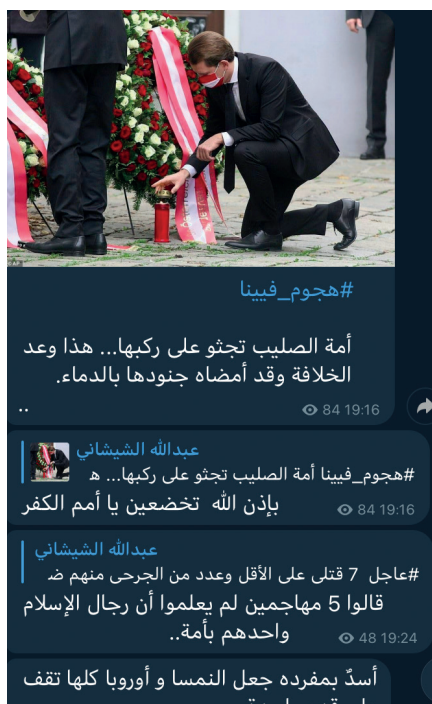 #هجوم_فيينا
أمة الصليب تجثو على ركبها... هذا وعد
الخلافة وقد أمضاه جنودها بالدماء.
..
84 19:16
عبدالله الشيشاني
#هجوم_فيينا أمة الصليب تجثو على ركبها... ه
بإذن الله تخضعين يا أمم الكفر
84 19:16
عبدالله الشيشاني
#عاجل 7 قتلى على الأقل وعدد من الجرحى منهم ض
قالوا 5 مهاجمين لم يعلموا أن رجال الإسلام
واحدهم بأمة..
48 19:24
أسدٌ بمفرده جعل النمسا و أوروبا كلها تقف